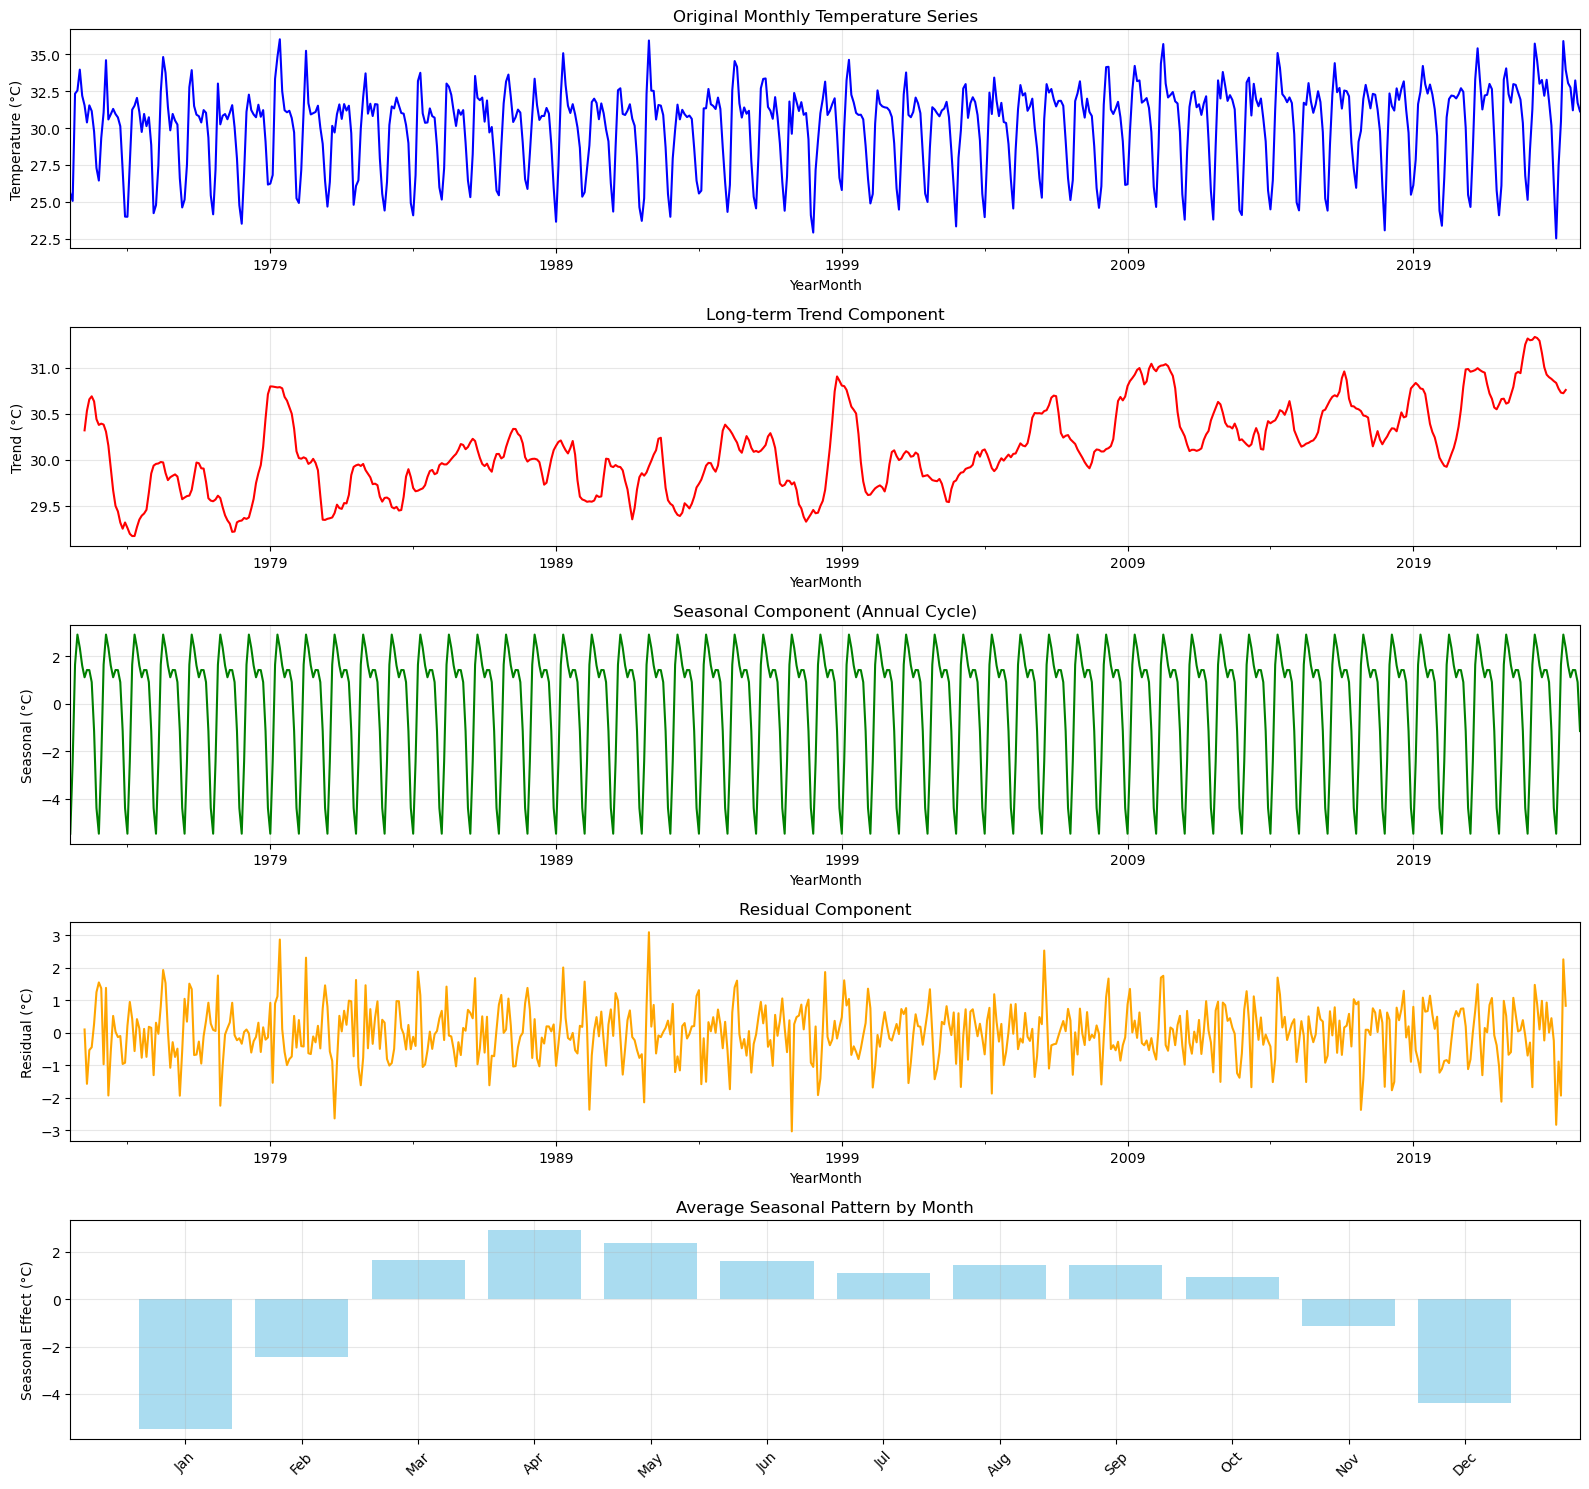 Original Monthly Temperature Series
Temperature (°C)
35.0
32.5
30.0
27.5
25.0
22.5
1979 1989 1999 2009 2019
YearMonth
Long-term Trend Component
Trend (°C)
31.0
30.5
30.0
29.5
1979 1989 1999 2009 2019
YearMonth
Seasonal Component (Annual Cycle)
Seasonal (°C)
2
0
−2
−4
1979 1989 1999 2009 2019
YearMonth
Residual Component
Residual (°C)
3
2
1
0
−1
−2
−3
1979 1989 1999 2009 2019
YearMonth
Average Seasonal Pattern by Month
Seasonal Effect (°C)
2
0
−2
−4
Jan Feb Mar Apr May Jun Jul Aug Sep Oct Nov Dec